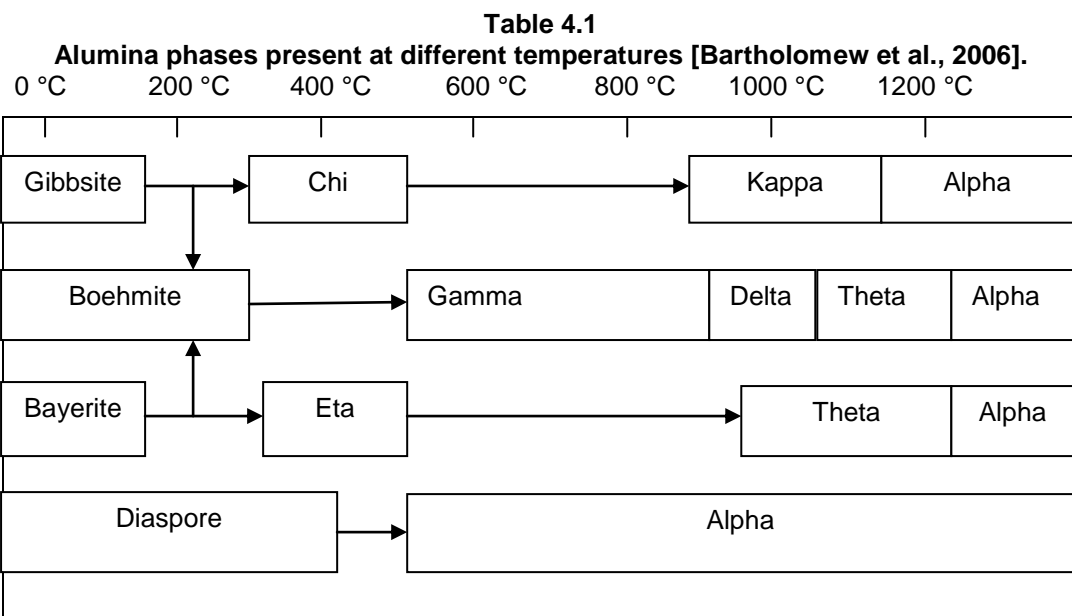 Table 4.1
Alumina phases present at different temperatures [Bartholomew et al., 2006].
0 °C 200 °C 400 °C 600 °C 800 °C 1000 °C 1200 °C
Gibbsite Chi Kappa Alpha
Boehmite Gamma Delta Theta Alpha
Bayerite Eta Theta Alpha
Diaspore Alpha